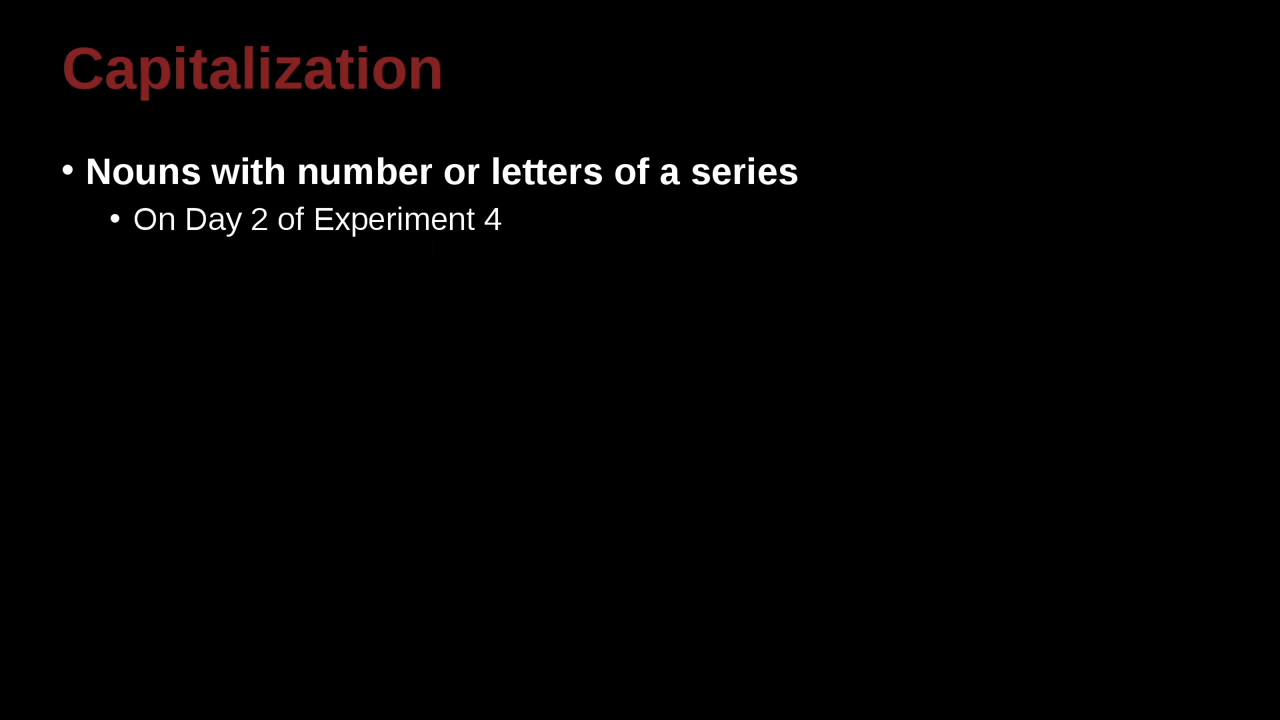 Capitalization
• Nouns with number or letters of a series
• On Day 2 of Experiment 4